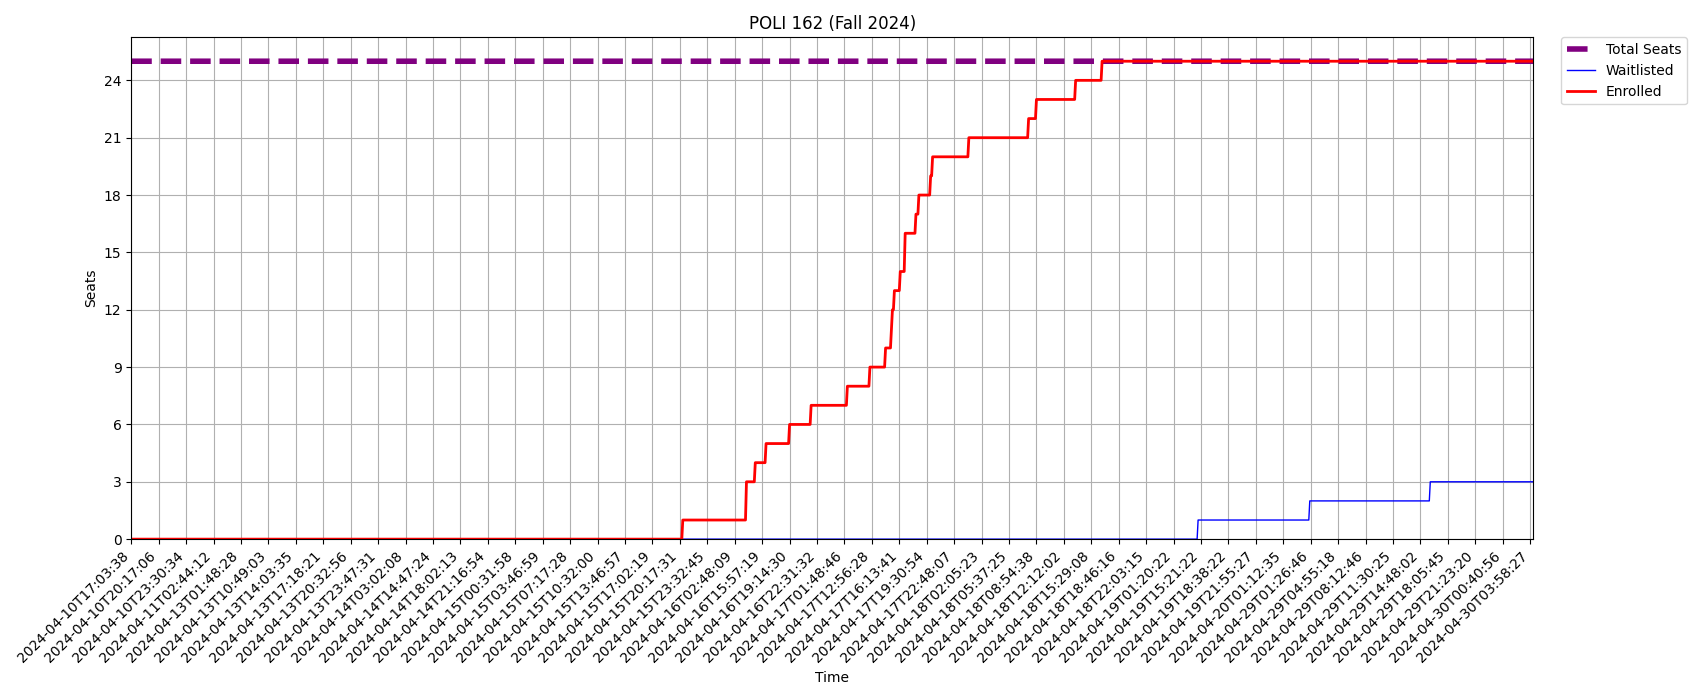 POLI 162 (Fall 2024)
Total Seats
Waitlisted
Enrolled
Seats
24
21
18
15
12
9
6
3
0
2024-04-10T17:03:38
2024-04-10T20:17:06
2024-04-10T23:30:34
2024-04-11T02:44:12
2024-04-13T01:48:28
2024-04-13T10:49:03
2024-04-13T14:03:35
2024-04-13T17:18:21
2024-04-13T20:32:56
2024-04-13T23:47:31
2024-04-14T03:02:08
2024-04-14T14:47:24
2024-04-14T18:02:13
2024-04-14T21:16:54
2024-04-15T00:31:58
2024-04-15T03:46:59
2024-04-15T07:17:28
2024-04-15T10:32:00
2024-04-15T13:46:57
2024-04-15T17:02:19
2024-04-15T20:17:31
2024-04-15T23:32:45
2024-04-16T02:48:09
2024-04-16T15:57:19
2024-04-16T19:14:30
2024-04-16T22:31:32
2024-04-17T01:48:46
2024-04-17T12:56:28
2024-04-17T16:13:41
2024-04-17T19:30:54
2024-04-17T22:48:07
2024-04-18T02:05:23
2024-04-18T05:37:25
2024-04-18T08:54:38
2024-04-18T12:12:02
2024-04-18T15:29:08
2024-04-18T18:46:16
2024-04-18T22:03:15
2024-04-19T01:20:22
2024-04-19T15:21:22
2024-04-19T18:38:22
2024-04-19T21:55:27
2024-04-20T01:12:35
2024-04-29T01:26:46
2024-04-29T04:55:18
2024-04-29T08:12:46
2024-04-29T11:30:25
2024-04-29T14:48:02
2024-04-29T18:05:45
2024-04-29T21:23:20
2024-04-30T00:40:56
2024-04-30T03:58:27
Time